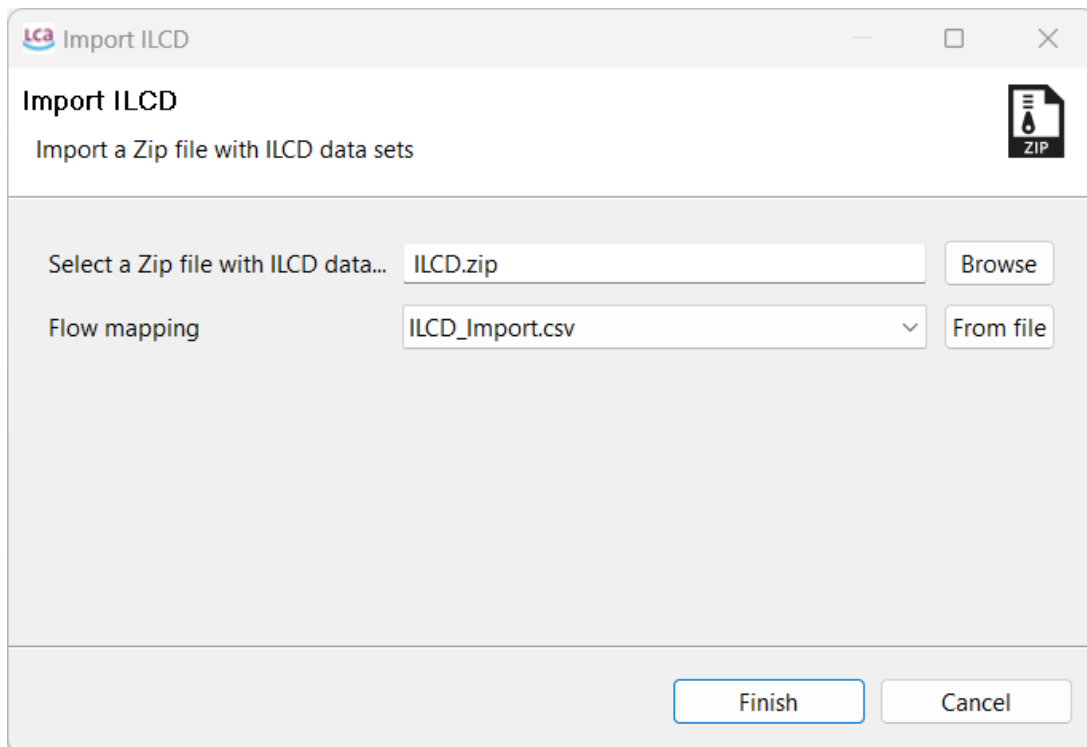 LCA Import ILCD
Import ILCD
Import a Zip file with ILCD data sets
ZIP
Select a Zip file with ILCD data... ILCD.zip Browse
Flow mapping ILCD_Import.csv From file
Finish Cancel